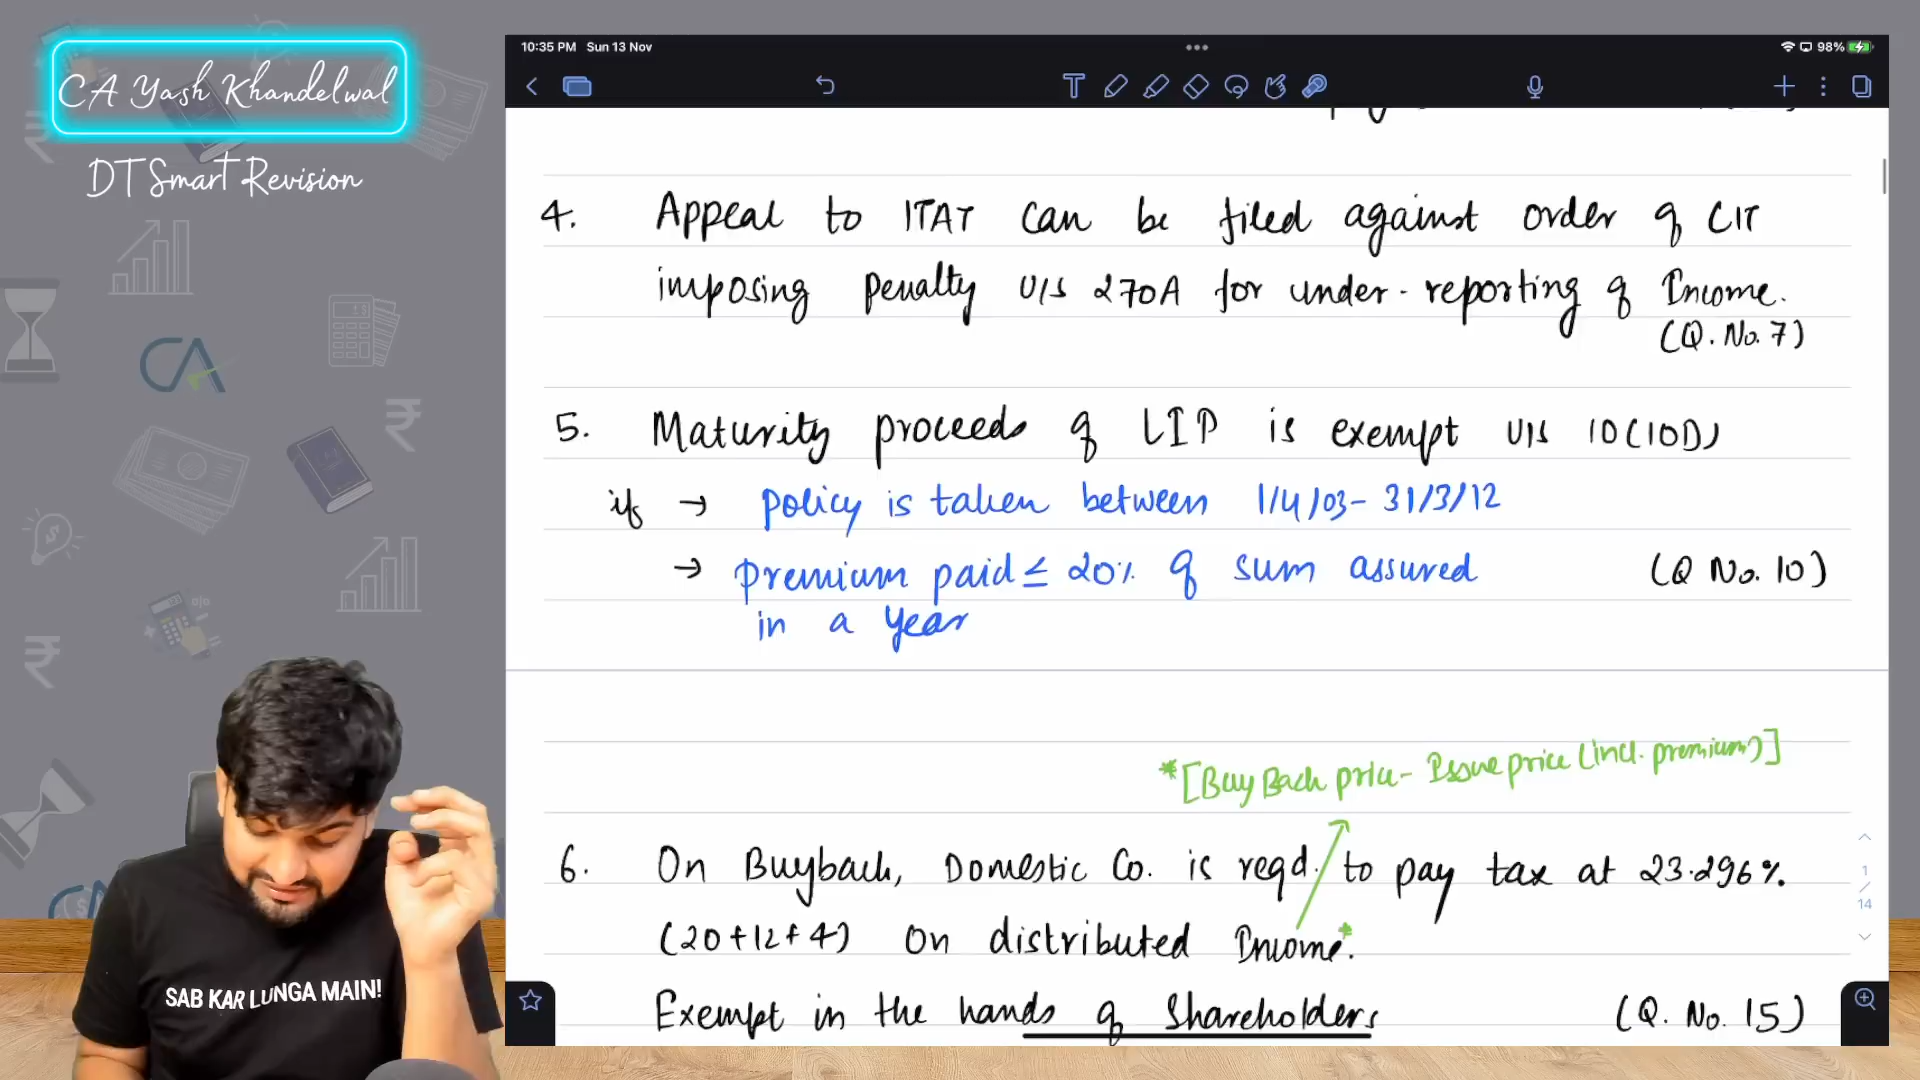 CA Yash Khandelwal
DT Smart Revision
10:35 PM Sun 13 Nov
98%
4. Appeal to ITAT can be filed against order of CIT
imposing Penalty U/S 270A for under-reporting of Income.
(Q. No. 7)
5. Maturity proceeds of LIP is exempt U/S 10(10D)
if → policy is taken between 1/4/03- 31/3/12
→ premium paid ≤ 20% of sum assured (Q No. 10)
in a year
*[BuyBack price- Issue price (incl. premium)]
6. On Buyback, Domestic Co. is reqd. to pay tax at 23.296%
(20+12+4) on distributed Income*.
Exempt in the hands of Shareholders (Q. No. 15)
1
/
14
CA
CA
SAB KAR LUNGA MAIN!